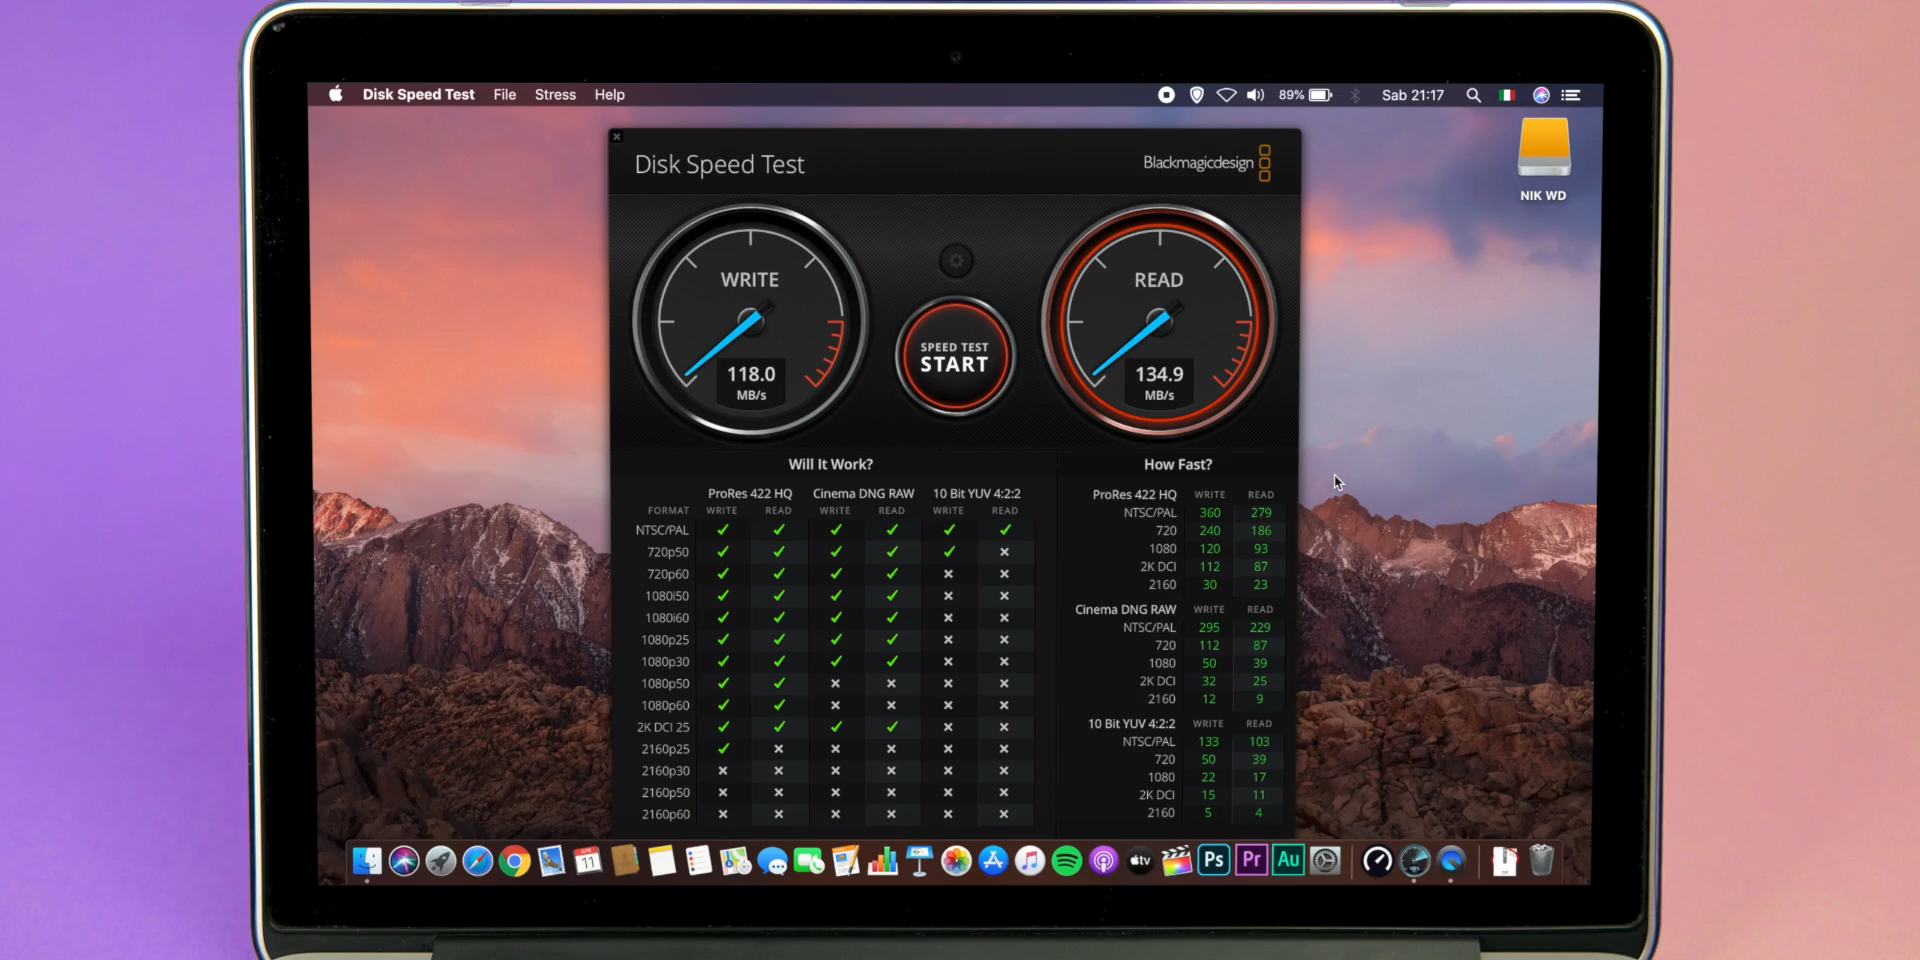 Disk Speed Test File Stress Help 89% Sab 21:17
NIK WD
Disk Speed Test
Blackmagicdesign
WRITE
118.0
MB/s
SPEED TEST
START
READ
134.9
MB/s
Will It Work?
ProRes 422 HQ Cinema DNG RAW 10 Bit YUV 4:2:2
FORMAT WRITE READ WRITE READ WRITE READ
NTSC/PAL ✓ ✓ ✓ ✓ ✓ ✓
720p50 ✓ ✓ ✓ ✓ ✓ ×
720p60 ✓ ✓ ✓ ✓ × ×
1080i50 ✓ ✓ ✓ ✓ × ×
1080i60 ✓ ✓ ✓ ✓ × ×
1080p25 ✓ ✓ ✓ ✓ × ×
1080p30 ✓ ✓ ✓ ✓ × ×
1080p50 ✓ ✓ × × × ×
1080p60 ✓ ✓ × × × ×
2K DCI 25 ✓ ✓ ✓ ✓ × ×
2160p25 ✓ × × × × ×
2160p30 × × × × × ×
2160p50 × × × × × ×
2160p60 × × × × × ×
How Fast?
ProRes 422 HQ WRITE READ
NTSC/PAL 360 279
720 240 186
1080 120 93
2K DCI 112 87
2160 30 23
Cinema DNG RAW WRITE READ
NTSC/PAL 295 229
720 112 87
1080 50 39
2K DCI 32 25
2160 12 9
10 Bit YUV 4:2:2 WRITE READ
NTSC/PAL 133 103
720 50 39
1080 22 17
2K DCI 15 11
2160 5 4
11
tv
Ps
Pr
Au